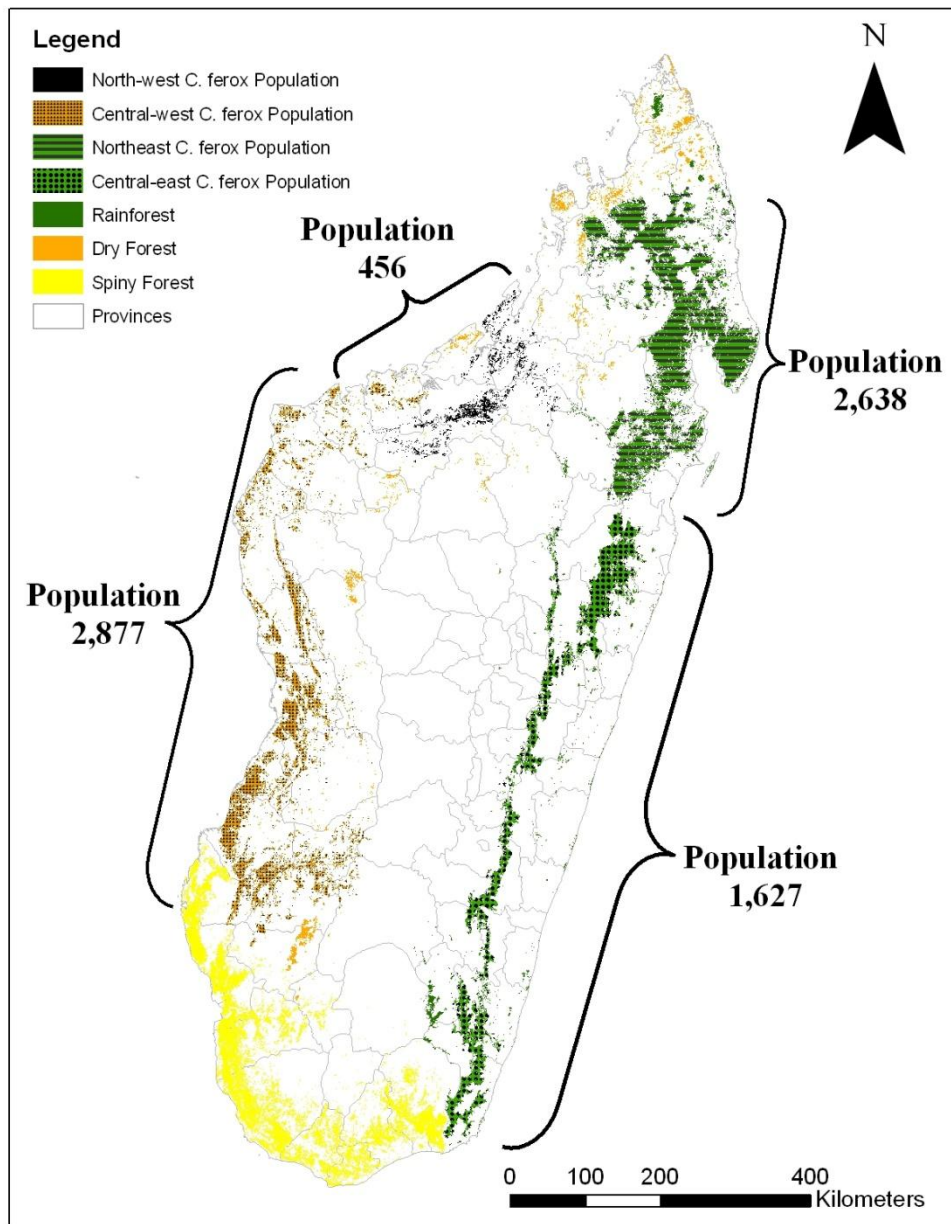 Legend
North-west C. ferox Population
Central-west C. ferox Population
Northeast C. ferox Population
Central-east C. ferox Population
Rainforest
Dry Forest
Spiny Forest
Provinces
N
Population
456
Population
2,638
Population
2,877
Population
1,627
0 100 200 400
Kilometers